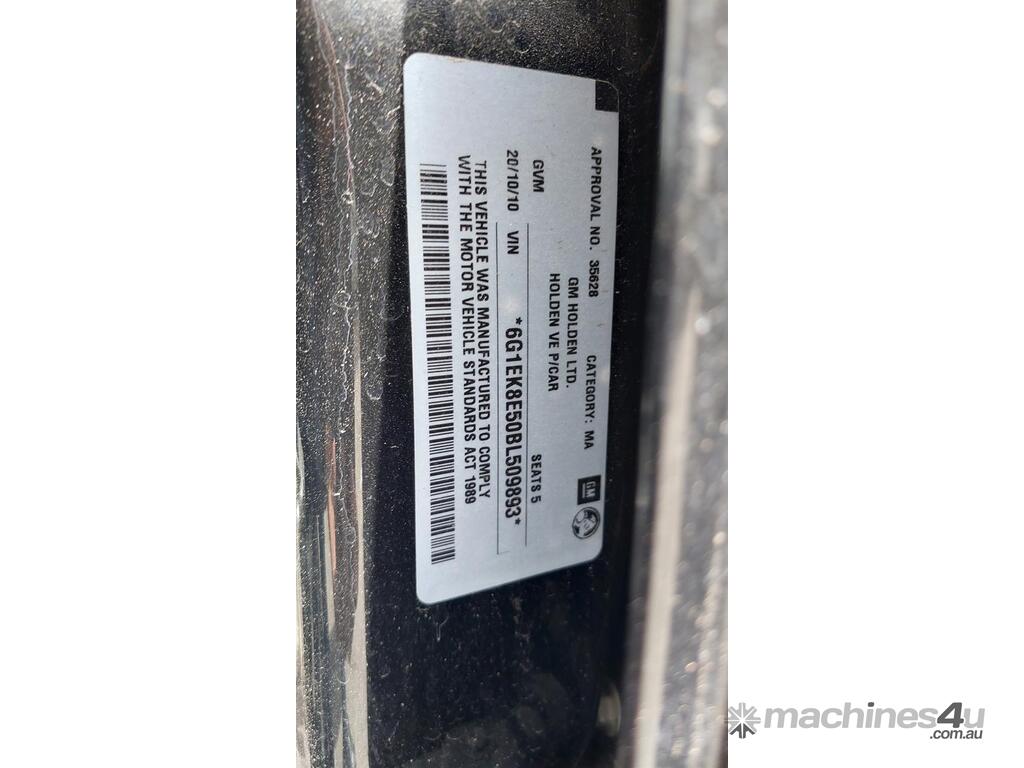 APPROVAL NO. 35628 CATEGORY: MA
GM
GM HOLDEN LTD.
HOLDEN VE P/CAR
GVM SEATS 5
20/10/10 VIN *6G1EK8E50BL509893*
THIS VEHICLE WAS MANUFACTURED TO COMPLY
WITH THE MOTOR VEHICLE STANDARDS ACT 1989
machines4u
.com.au